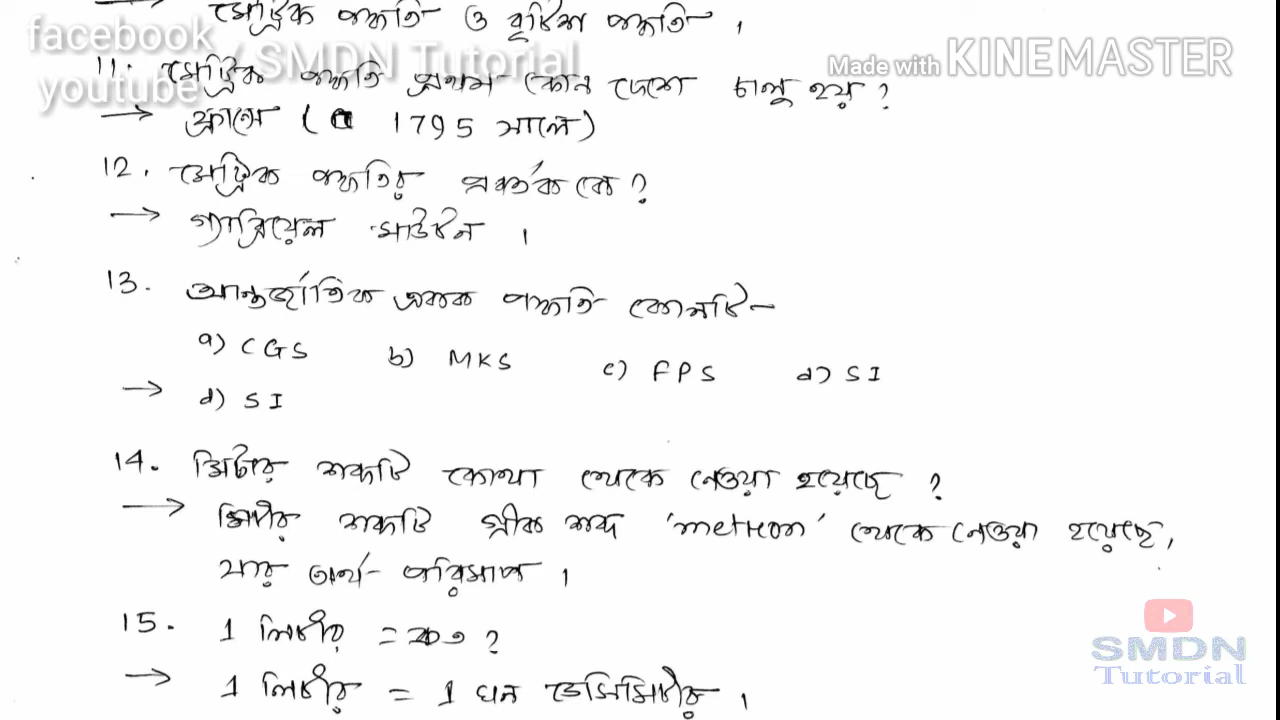 মেট্রিক পদ্ধতি ও বৃটিশ পদ্ধতি ।
facebook / SMDN Tutorial
youtube
Made with KINEMASTER
11. মেট্রিক পদ্ধতি প্রথম কোন দেশে চালু হয় ?
→ ফ্রান্সে ( 1795 সালে )
12. মেট্রিক পদ্ধতির প্রবর্তক কে ?
→ গ্যাব্রিয়েল মাউটন ।
13. আন্তর্জাতিক একক পদ্ধতি কোনটি -
a) CGS b) MKS c) FPS d) SI
→ d) SI
14. মিটার শব্দটি কোথা থেকে নেওয়া হয়েছে ?
→ মিটার শব্দটি গ্রীক শব্দ 'metron' থেকে নেওয়া হয়েছে,
যার অর্থ - পরিমাপ ।
15. 1 লিটার = কত ?
→ 1 লিটার = 1 ঘন ডেসিমিটার ।
SMDN
Tutorial